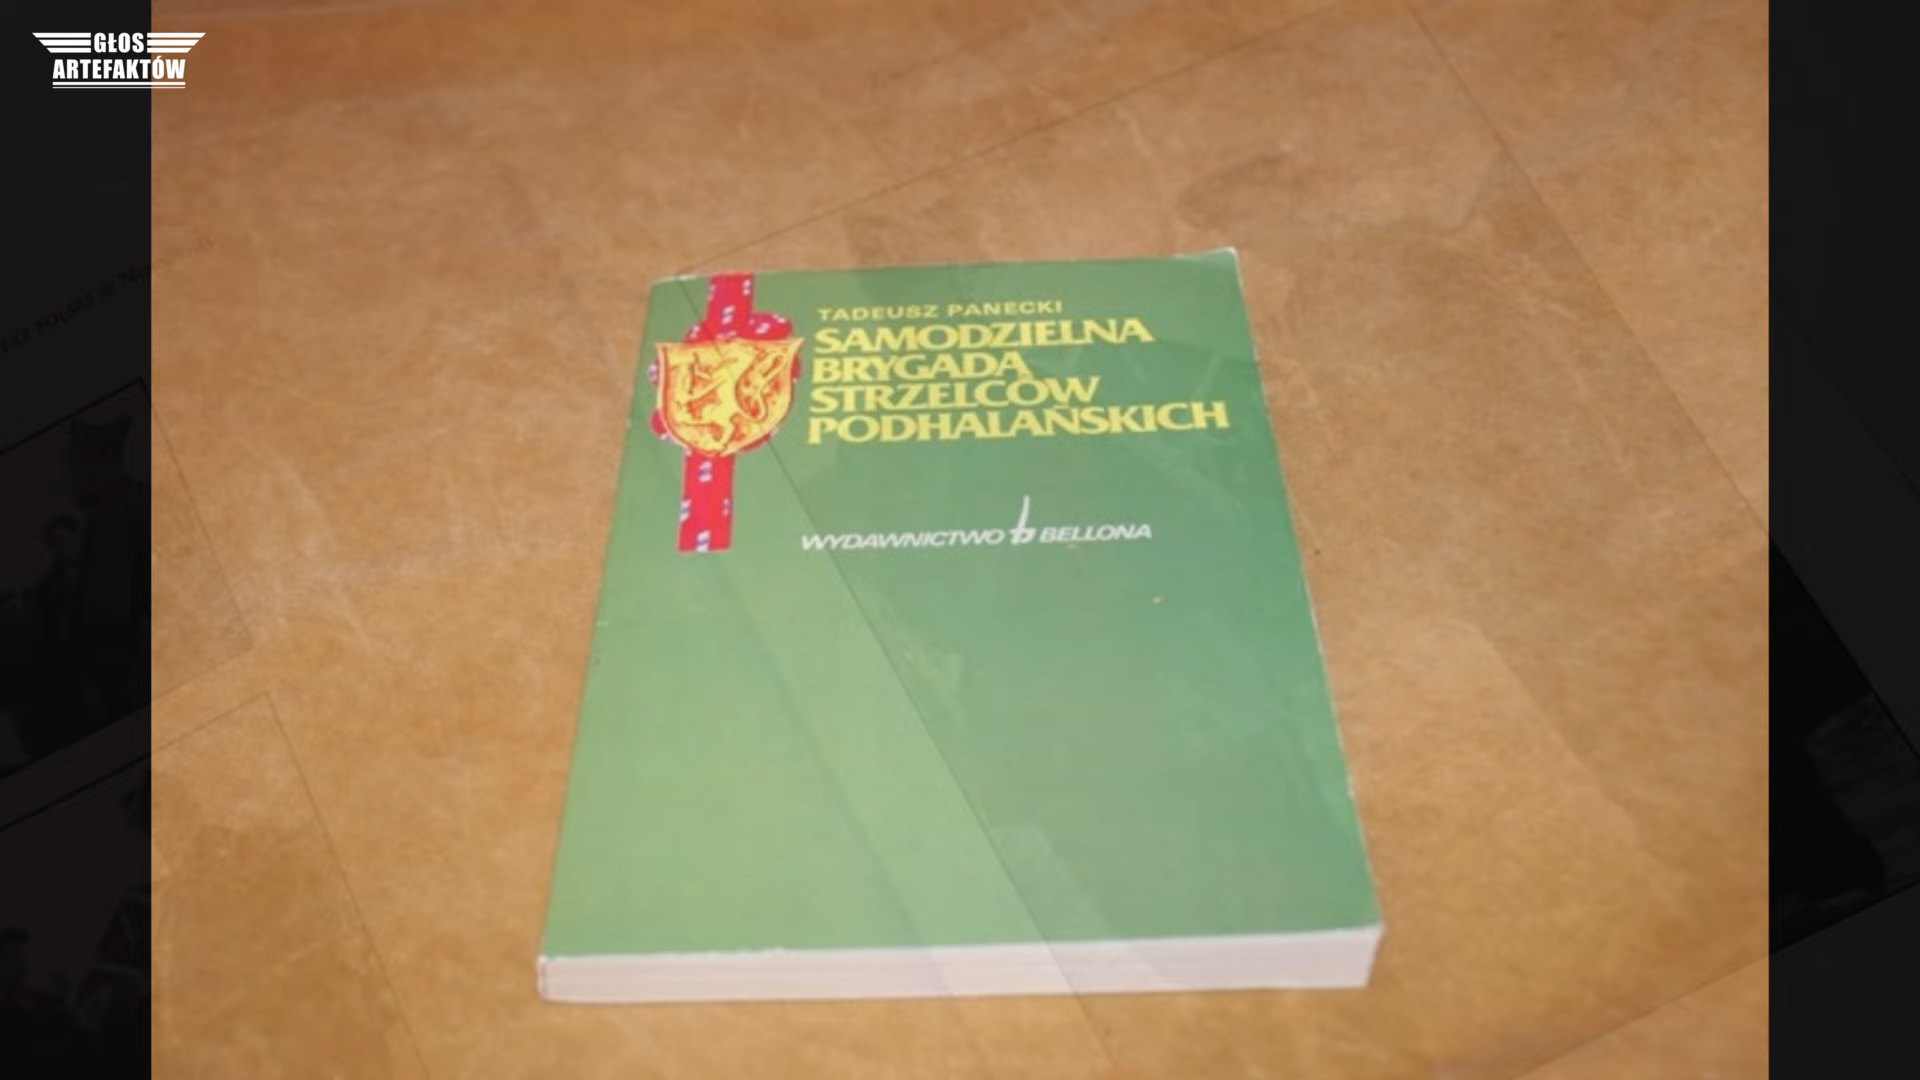 GŁOS
ARTEFAKTÓW
TADEUSZ PANECKI
SAMODZIELNA
BRYGADA
STRZELCÓW
PODHALAŃSKICH
WYDAWNICTWO BELLONA